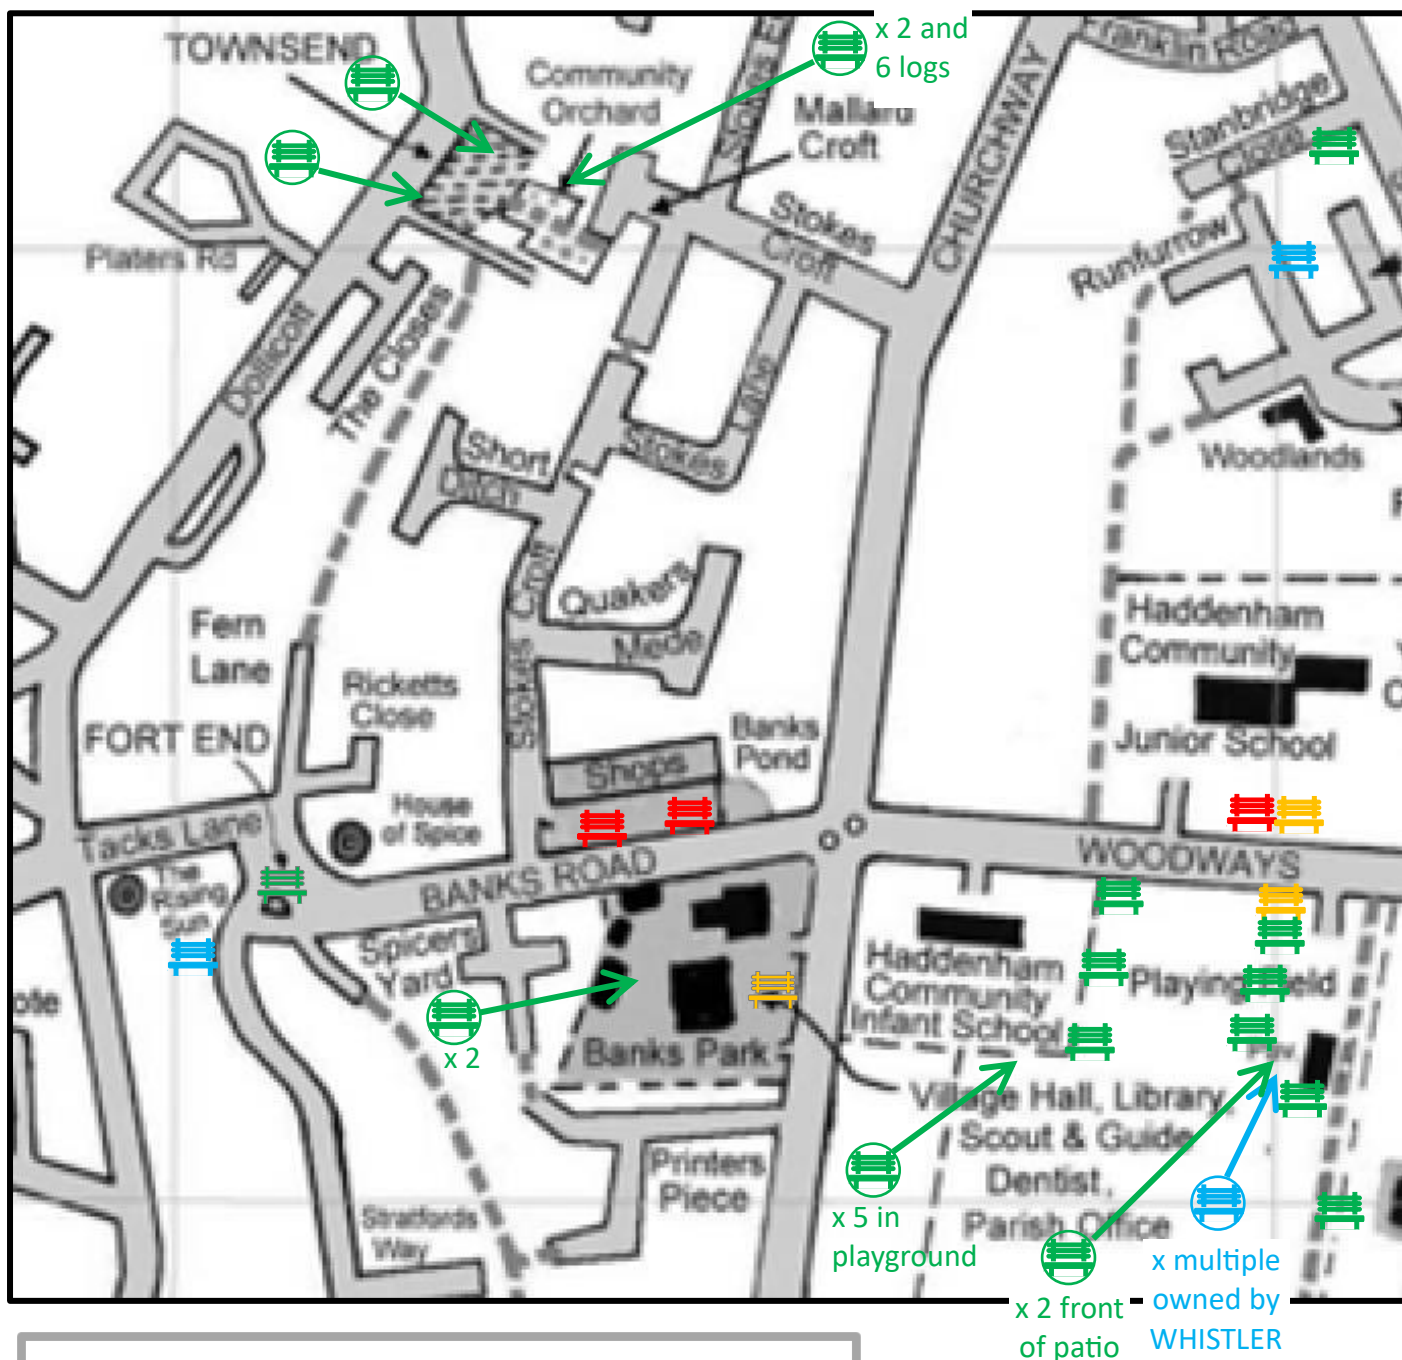 x 2 and
6 logs
TOWNSEND
Community
Orchard
Stokes
Mallard
Croft
CHURCHWAY
Franklin Road
Stanbridge
Close
Runfurrow
Stokes
Croft
Platers Rd
Dollicott
The Closes
Short
Ditch
Stokes
Lane
Woodlands
Stokes Croft
Quakers
Mede
Fern
Lane
Ricketts
Close
FORT END
Banks
Pond
Shops
Haddenham
Community
Junior School
House
of Spice
Tacks Lane
The
Rising
Sun
BANKS ROAD
WOODWAYS
Spicers
Yard
x 2
Banks Park
Haddenham
Community
Infant School
Playing Field
Village Hall, Library,
Scout & Guide
Dentist,
Parish Office
Printers
Piece
Stratfords
Way
x 5 in
playground
x 2 front
of patio
x multiple
owned by
WHISTLER